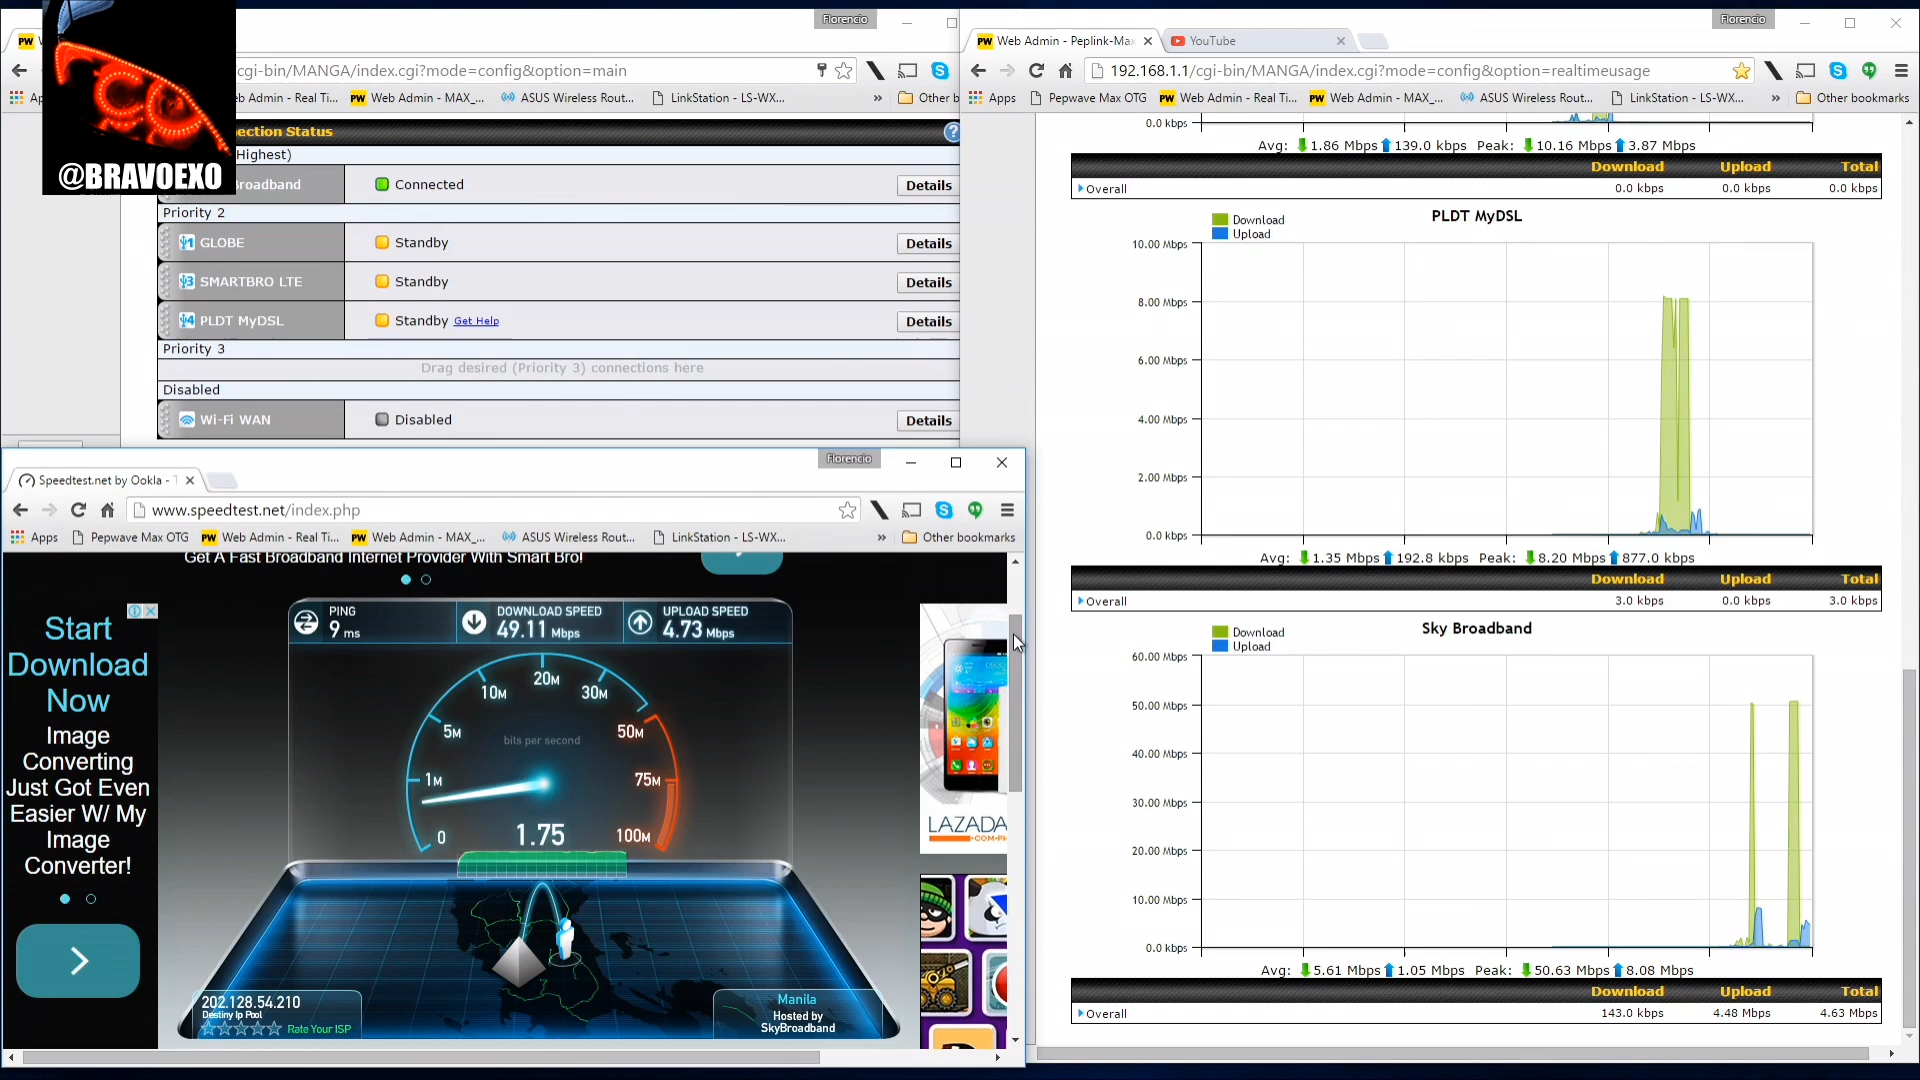 Florencio
Florencio
PW
PW Web Admin - Peplink-Ma
YouTube
cgi-bin/MANGA/index.cgi?mode=config&option=main
192.168.1.1/cgi-bin/MANGA/index.cgi?mode=config&option=realtimeusage
eb Admin - Real Ti...
PW Web Admin - MAX_...
ASUS Wireless Rout...
LinkStation - LS-WX...
»
Other b
Apps
Pepwave Max OTG
PW Web Admin - Real Ti...
PW Web Admin - MAX_...
ASUS Wireless Rout...
LinkStation - LS-WX...
»
Other bookmarks
@BRAVOEXO
ection Status
Highest)
Broadband
Connected
Details
Priority 2
1 GLOBE
Standby
Details
3 SMARTBRO LTE
Standby
Details
4 PLDT MyDSL
Standby Get Help
Details
Priority 3
Drag desired (Priority 3) connections here
Disabled
Wi-Fi WAN
Disabled
Details
0.0 kbps
Avg: 1.86 Mbps 139.0 kbps Peak: 10.16 Mbps 3.87 Mbps
Download Upload Total
Overall 0.0 kbps 0.0 kbps 0.0 kbps
PLDT MyDSL
Download
Upload
10.00 Mbps
8.00 Mbps
6.00 Mbps
4.00 Mbps
2.00 Mbps
0.0 kbps
Avg: 1.35 Mbps 192.8 kbps Peak: 8.20 Mbps 877.0 kbps
Download Upload Total
Overall 3.0 kbps 0.0 kbps 3.0 kbps
Sky Broadband
Download
Upload
60.00 Mbps
50.00 Mbps
40.00 Mbps
30.00 Mbps
20.00 Mbps
10.00 Mbps
0.0 kbps
Avg: 5.61 Mbps 1.05 Mbps Peak: 50.63 Mbps 8.08 Mbps
Download Upload Total
Overall 143.0 kbps 4.48 Mbps 4.63 Mbps
Florencio
Speedtest.net by Ookla -
www.speedtest.net/index.php
Apps
Pepwave Max OTG
PW Web Admin - Real Ti...
PW Web Admin - MAX_...
ASUS Wireless Rout...
LinkStation - LS-WX...
»
Other bookmarks
Get A Fast Broadband Internet Provider With Smart Bro!
Start
Download
Now
Image
Converting
Just Got Even
Easier W/ My
Image
Converter!
PING
9 ms
DOWNLOAD SPEED
49.11 Mbps
UPLOAD SPEED
4.73 Mbps
0
1M
5M
10M
20M
30M
50M
75M
100M
bits per second
1.75
202.128.54.210
Destiny Ip Pool
Rate Your ISP
Manila
Hosted by
SkyBroadband
LAZADA
.COM.PH